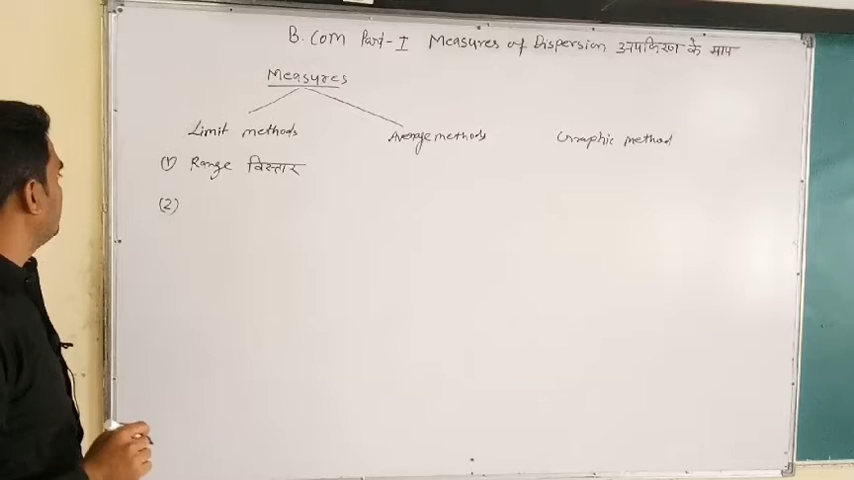 B. Com Part-I Measures of Dispersion अपकिरण के माप
Measures
Limit methods Average methods Graphic method
(1) Range विस्तार
(2)